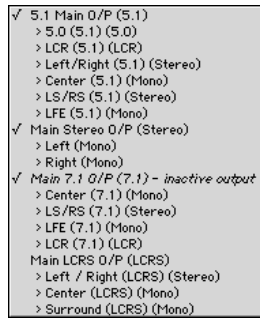 ✓ 5.1 Main O/P (5.1)
> 5.0 (5.1) (5.0)
> LCR (5.1) (LCR)
> Left/Right (5.1) (Stereo)
> Center (5.1) (Mono)
> LS/RS (5.1) (Stereo)
> LFE (5.1) (Mono)
✓ Main Stereo O/P (Stereo)
> Left (Mono)
> Right (Mono)
✓ Main 7.1 O/P (7.1) - inactive output
> Center (7.1) (Mono)
> LS/RS (7.1) (Stereo)
> LFE (7.1) (Mono)
> LCR (7.1) (LCR)
Main LCRS O/P (LCRS)
> Left / Right (LCRS) (Stereo)
> Center (LCRS) (Mono)
> Surround (LCRS) (Mono)